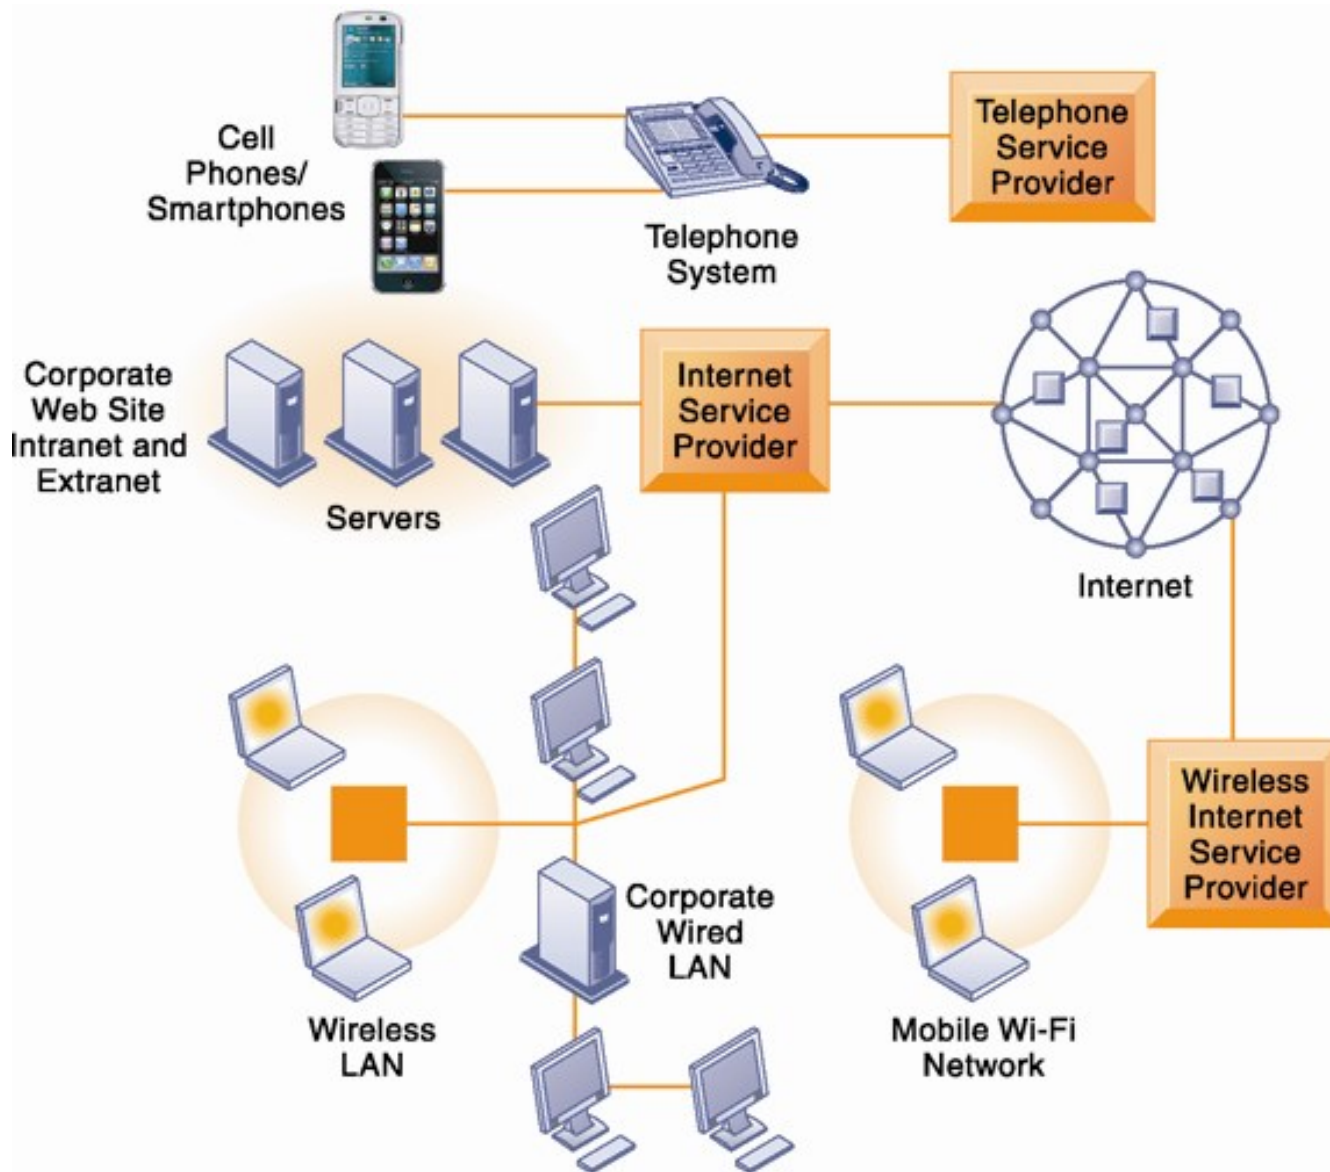 Cell
Phones/
Smartphones
Telephone
System
Telephone
Service
Provider
Corporate
Web Site
Intranet and
Extranet
Servers
Internet
Service
Provider
Internet
Wireless
LAN
Corporate
Wired
LAN
Mobile Wi-Fi
Network
Wireless
Internet
Service
Provider